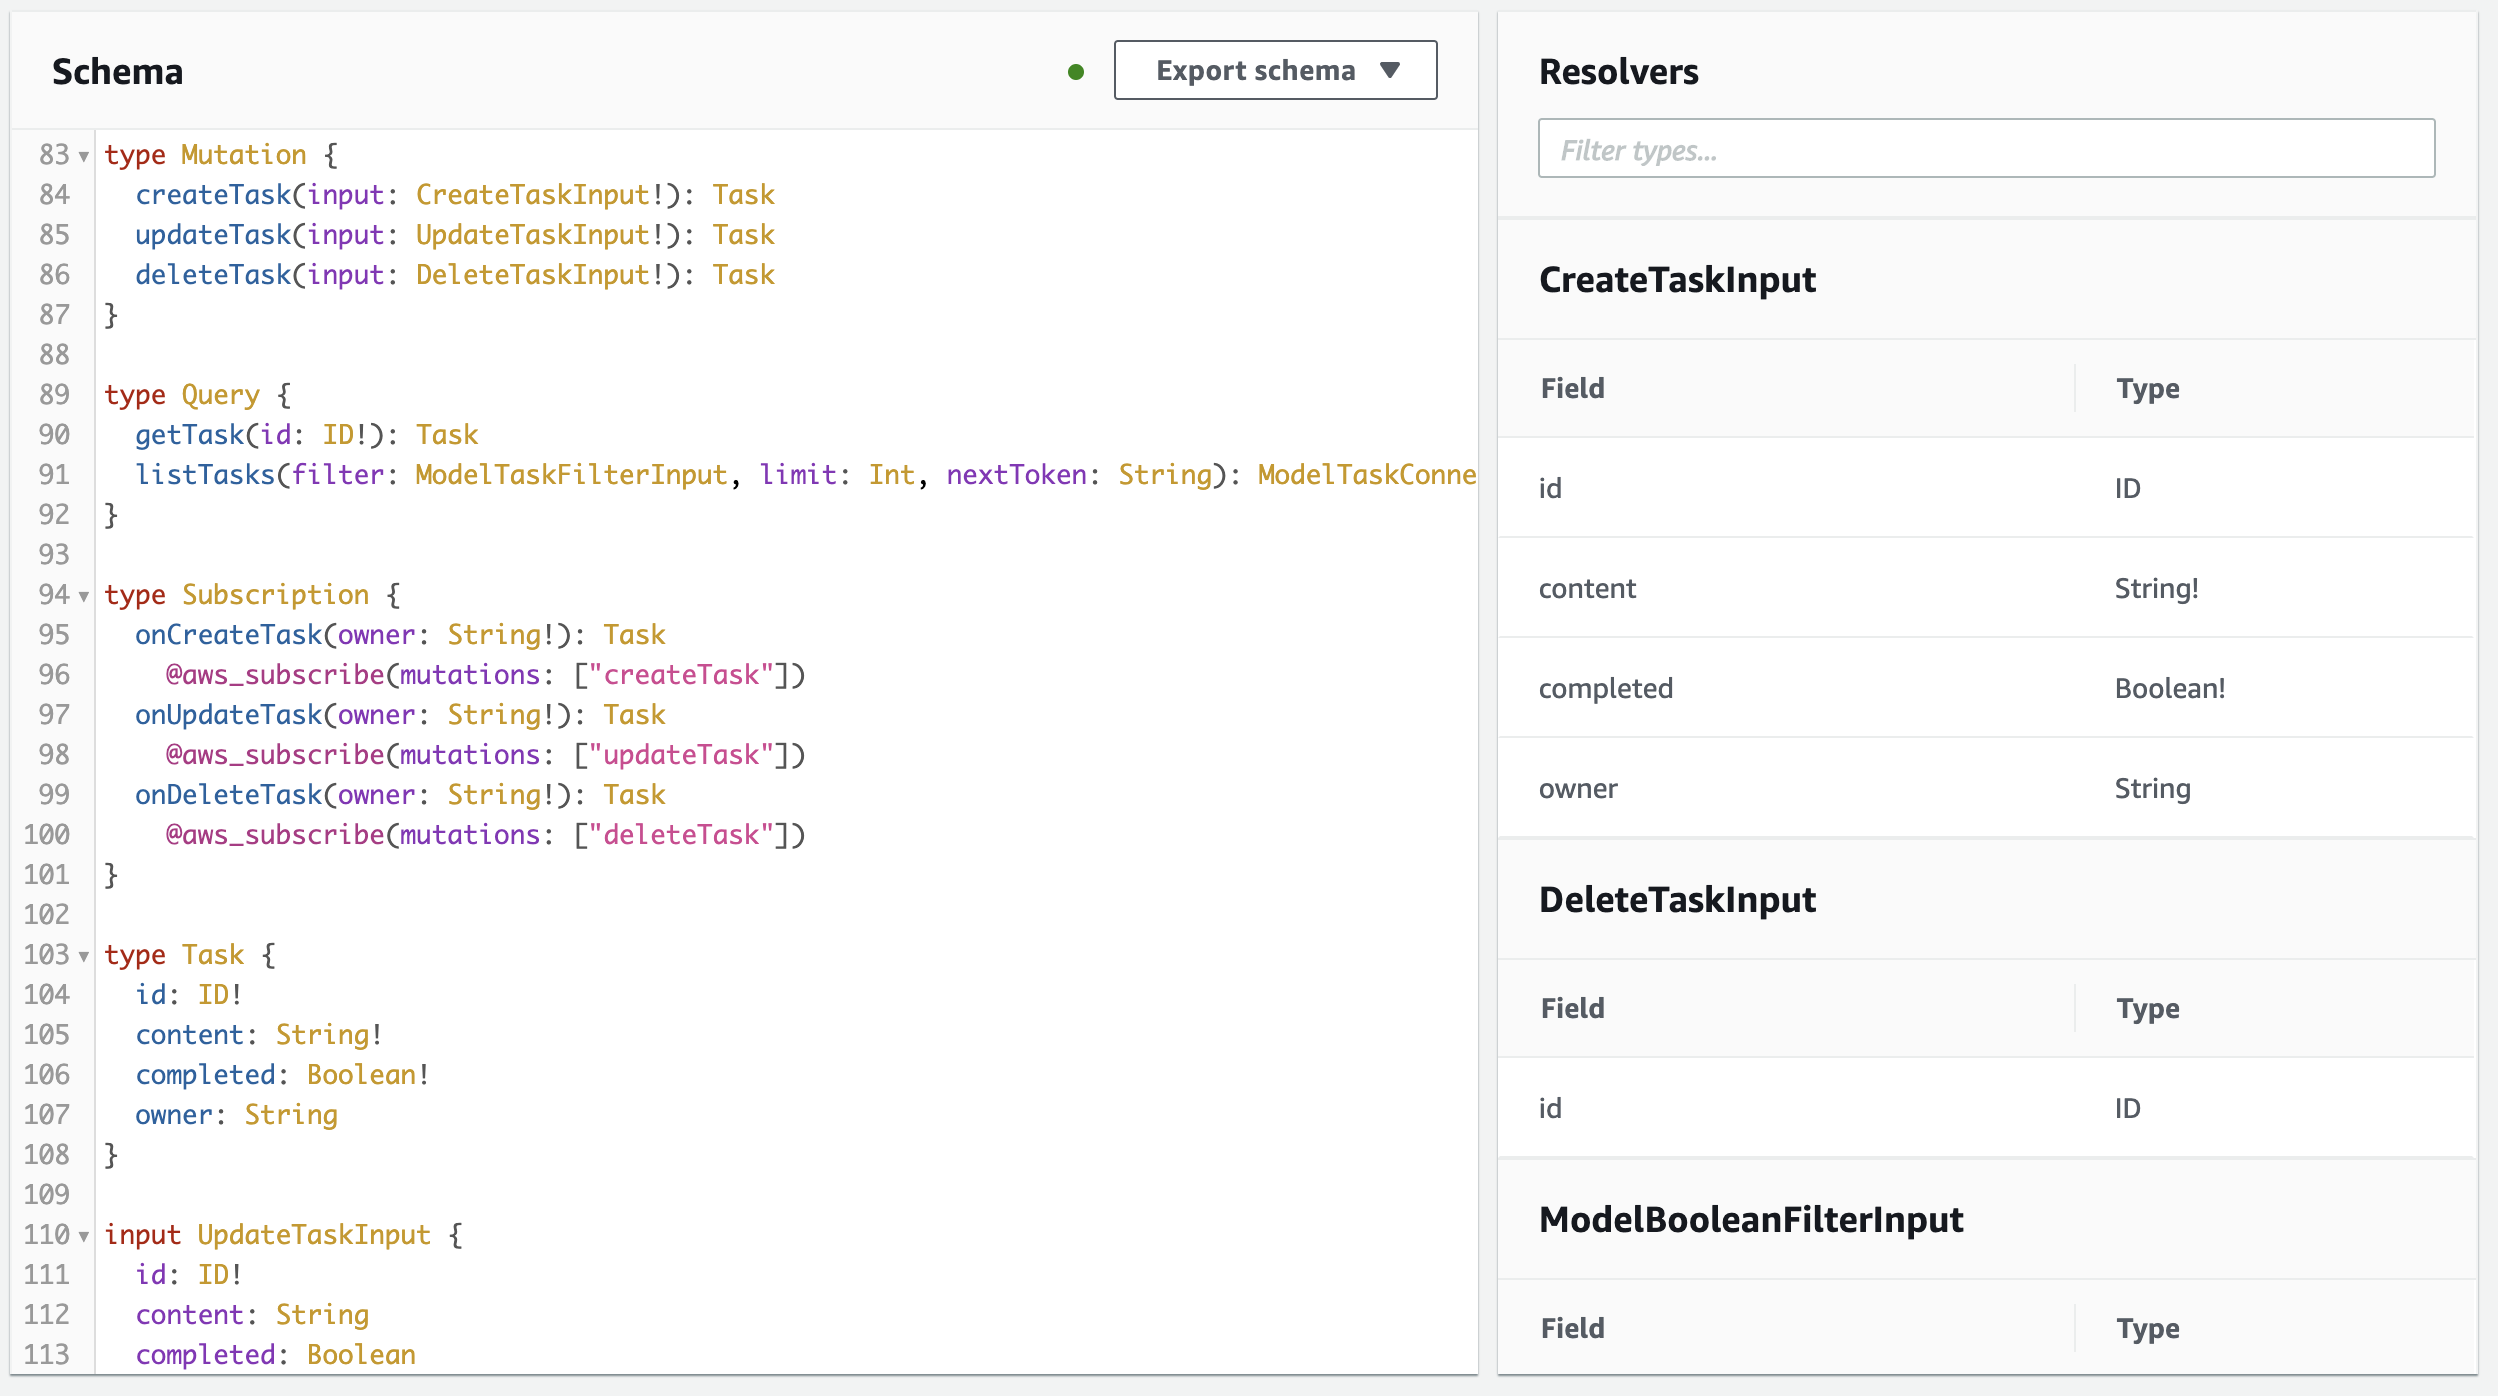 Schema
Export schema ▼
83 ▼ type Mutation {
84   createTask(input: CreateTaskInput!): Task
85   updateTask(input: UpdateTaskInput!): Task
86   deleteTask(input: DeleteTaskInput!): Task
87 }
88
89 type Query {
90   getTask(id: ID!): Task
91   listTasks(filter: ModelTaskFilterInput, limit: Int, nextToken: String): ModelTaskConne
92 }
93
94 ▼ type Subscription {
95   onCreateTask(owner: String!): Task
96     @aws_subscribe(mutations: ["createTask"])
97   onUpdateTask(owner: String!): Task
98     @aws_subscribe(mutations: ["updateTask"])
99   onDeleteTask(owner: String!): Task
100     @aws_subscribe(mutations: ["deleteTask"])
101 }
102
103 ▼ type Task {
104   id: ID!
105   content: String!
106   completed: Boolean!
107   owner: String
108 }
109
110 ▼ input UpdateTaskInput {
111   id: ID!
112   content: String
113   completed: Boolean
Resolvers
Filter types...
CreateTaskInput
Field Type
id ID
content String!
completed Boolean!
owner String
DeleteTaskInput
Field Type
id ID
ModelBooleanFilterInput
Field Type